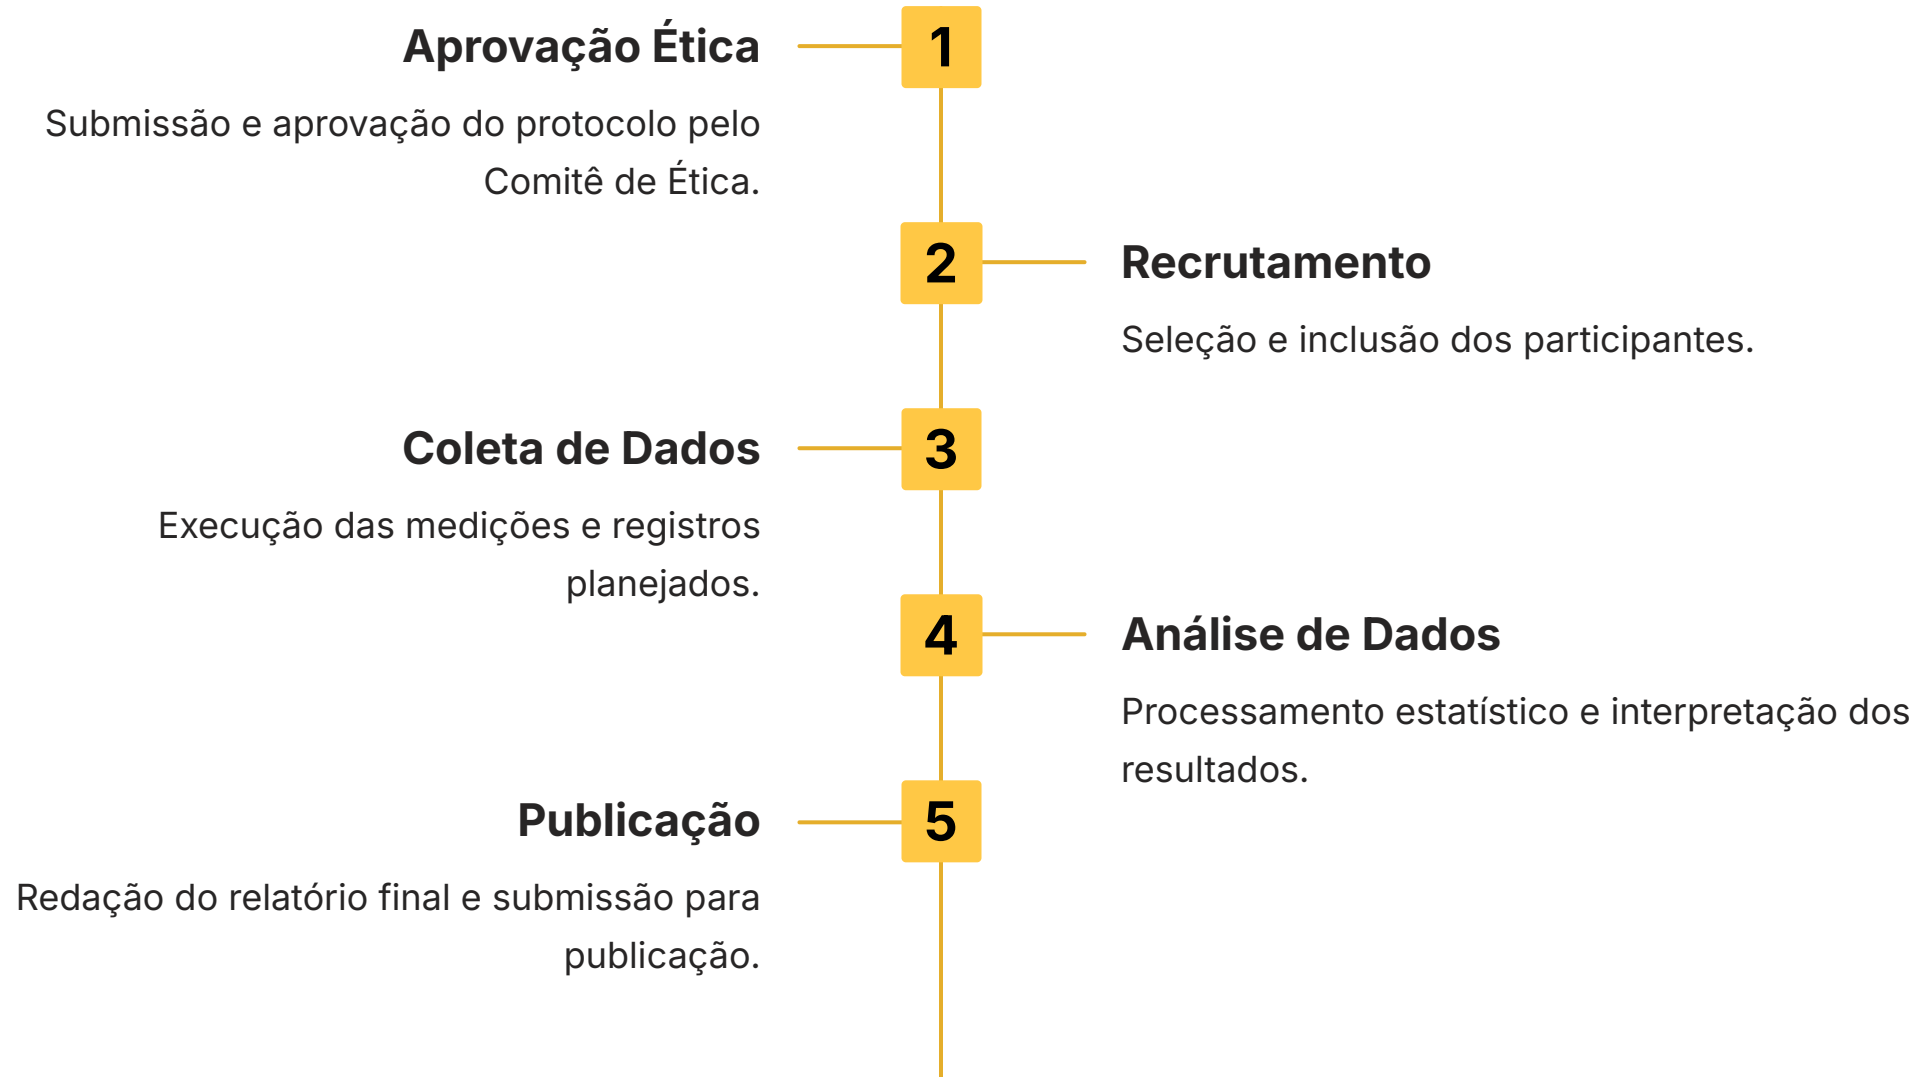 Aprovação Ética
1
Submissão e aprovação do protocolo pelo
Comitê de Ética.
2
Recrutamento
Seleção e inclusão dos participantes.
Coleta de Dados
3
Execução das medições e registros
planejados.
4
Análise de Dados
Processamento estatístico e interpretação dos
resultados.
Publicação
5
Redação do relatório final e submissão para
publicação.